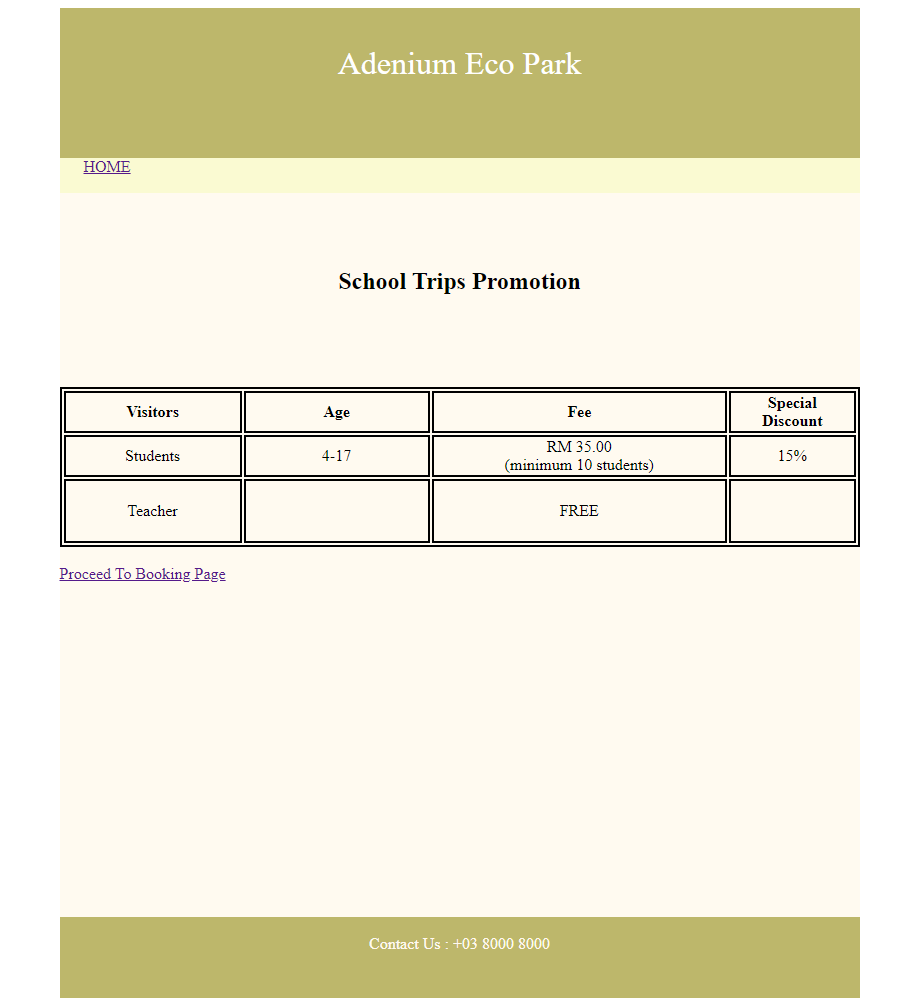 Adenium Eco Park
HOME
School Trips Promotion
Visitors Age Fee Special
Discount
Students 4-17 RM 35.00
(minimum 10 students) 15%
Teacher FREE
Proceed To Booking Page
Contact Us : +03 8000 8000